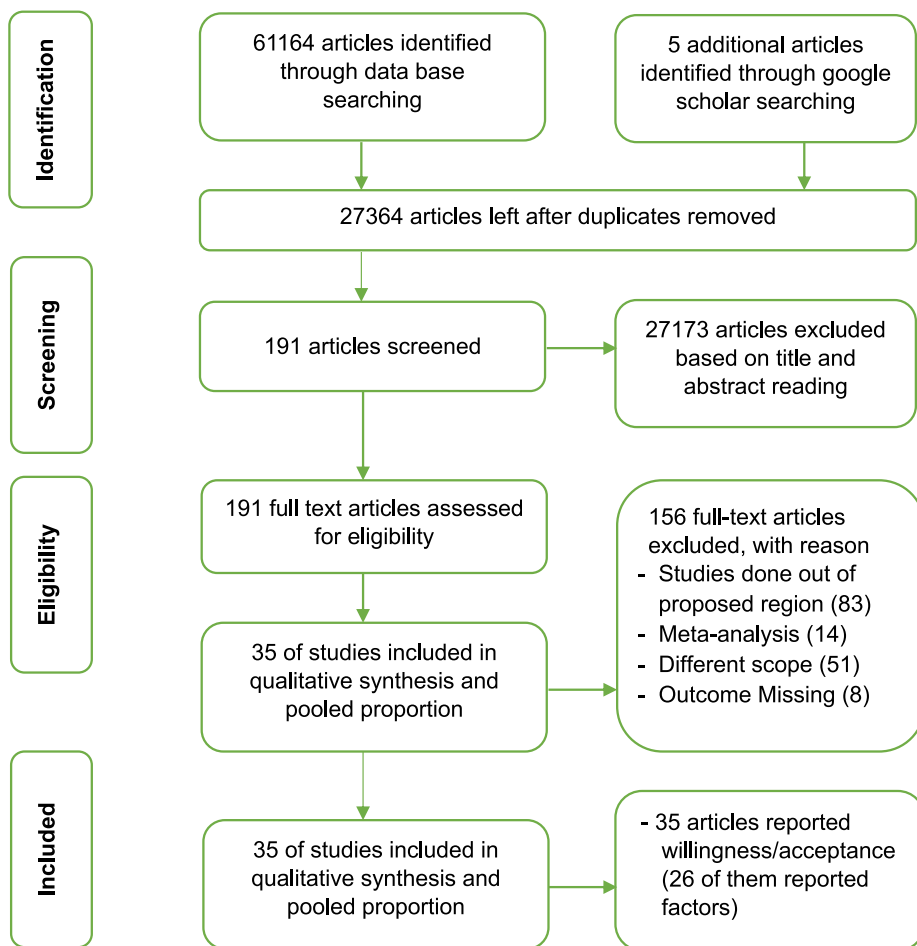 Identification
61164 articles identified
through data base
searching
5 additional articles
identified through google
scholar searching
27364 articles left after duplicates removed
Screening
191 articles screened
27173 articles excluded
based on title and
abstract reading
Eligibility
191 full text articles assessed
for eligibility
156 full-text articles
excluded, with reason
- Studies done out of
proposed region (83)
- Meta-analysis (14)
- Different scope (51)
- Outcome Missing (8)
35 of studies included in
qualitative synthesis and
pooled proportion
Included
35 of studies included in
qualitative synthesis and
pooled proportion
- 35 articles reported
willingness/acceptance
(26 of them reported
factors)